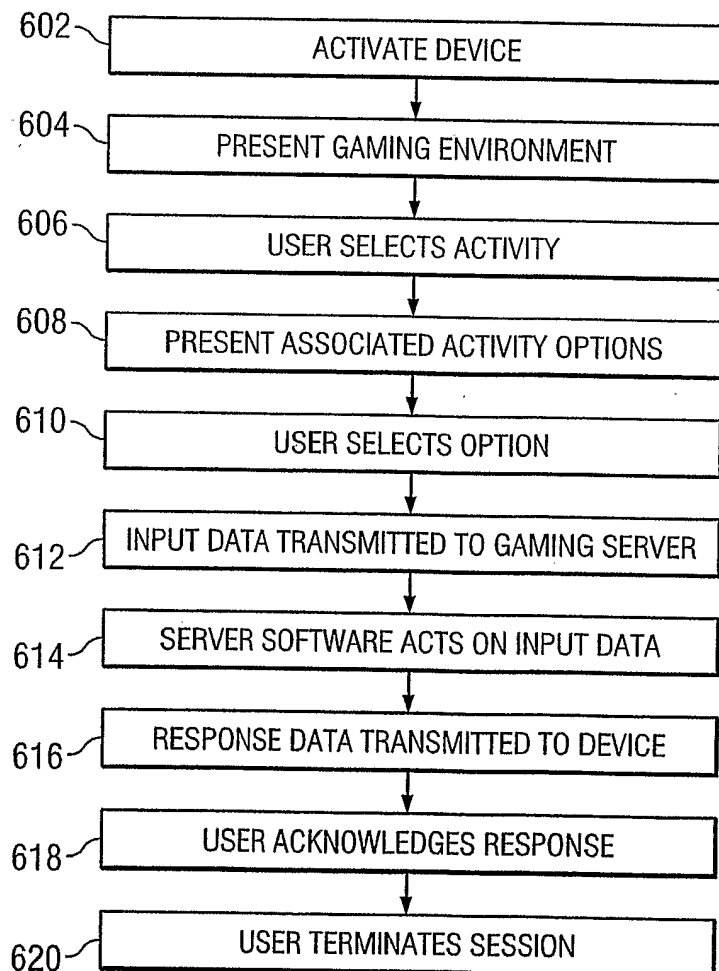 602 ACTIVATE DEVICE
604 PRESENT GAMING ENVIRONMENT
606 USER SELECTS ACTIVITY
608 PRESENT ASSOCIATED ACTIVITY OPTIONS
610 USER SELECTS OPTION
612 INPUT DATA TRANSMITTED TO GAMING SERVER
614 SERVER SOFTWARE ACTS ON INPUT DATA
616 RESPONSE DATA TRANSMITTED TO DEVICE
618 USER ACKNOWLEDGES RESPONSE
620 USER TERMINATES SESSION